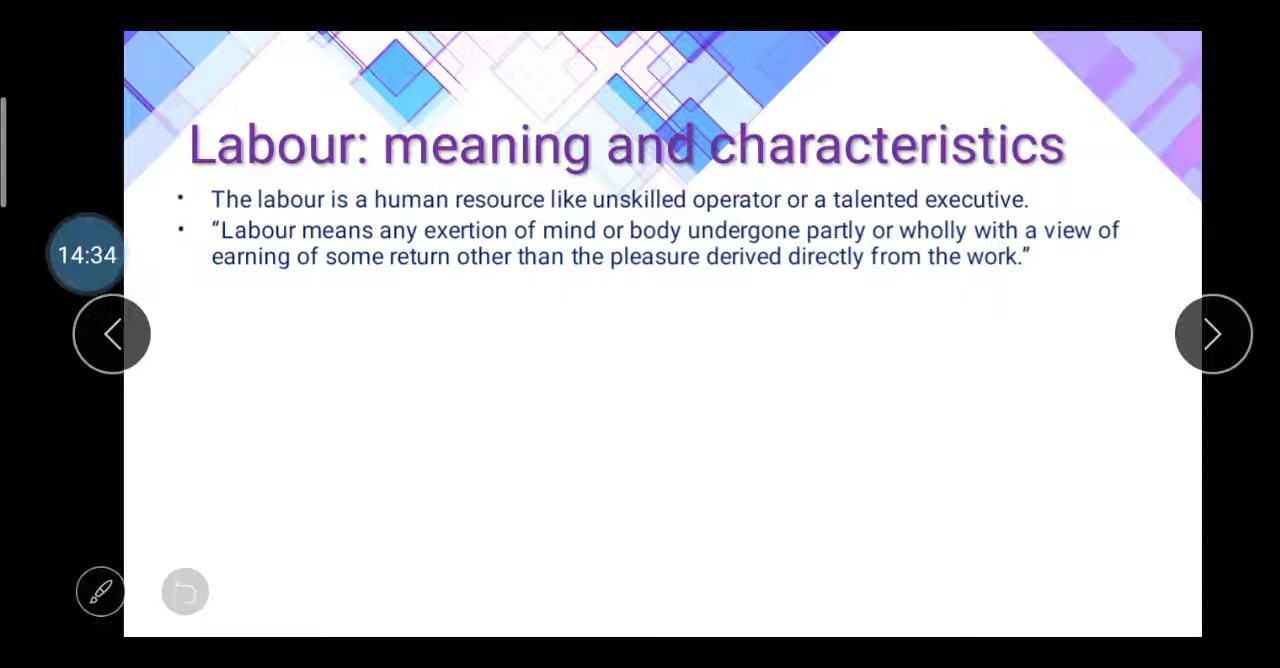 Labour: meaning and characteristics
• The labour is a human resource like unskilled operator or a talented executive.
• “Labour means any exertion of mind or body undergone partly or wholly with a view of
earning of some return other than the pleasure derived directly from the work.”
14:34